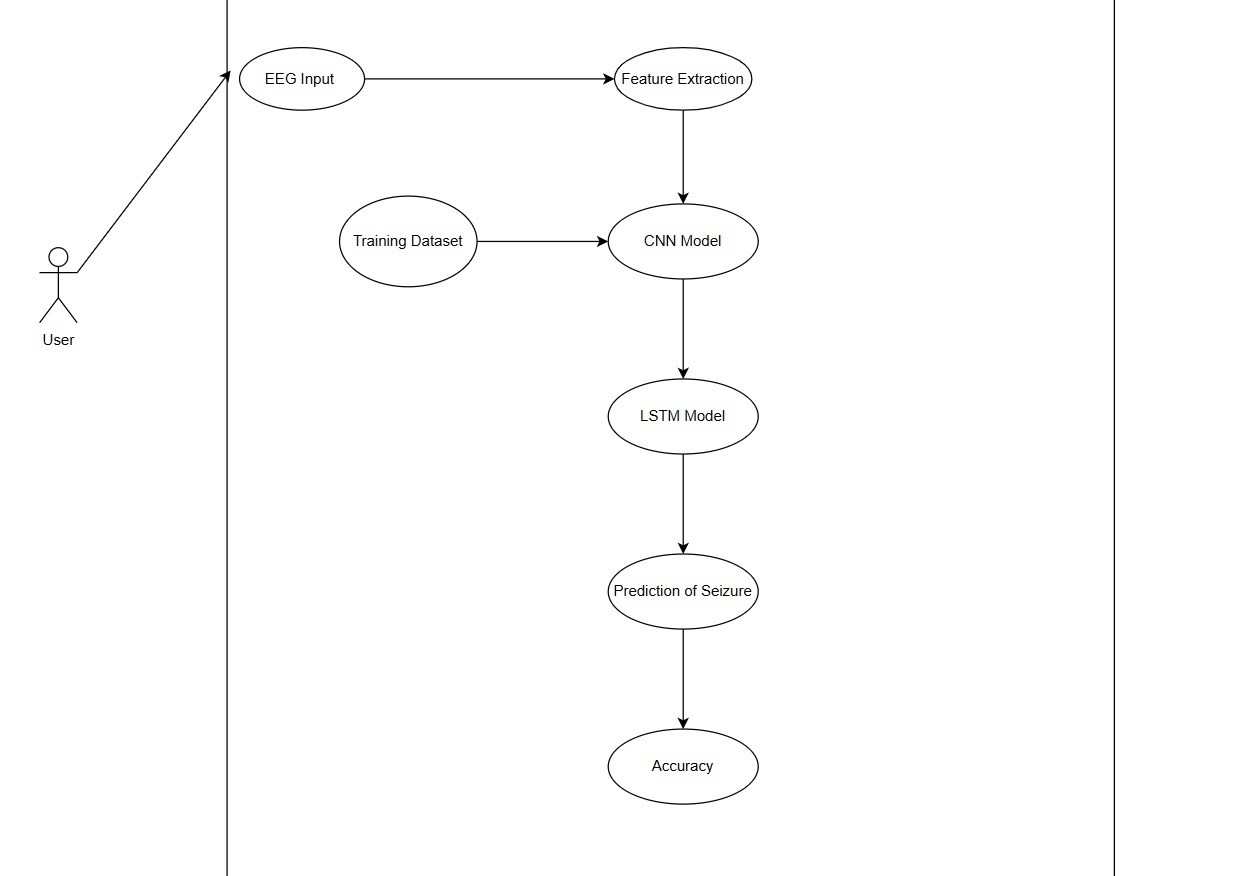 EEG Input
Feature Extraction
Training Dataset
CNN Model
User
LSTM Model
Prediction of Seizure
Accuracy